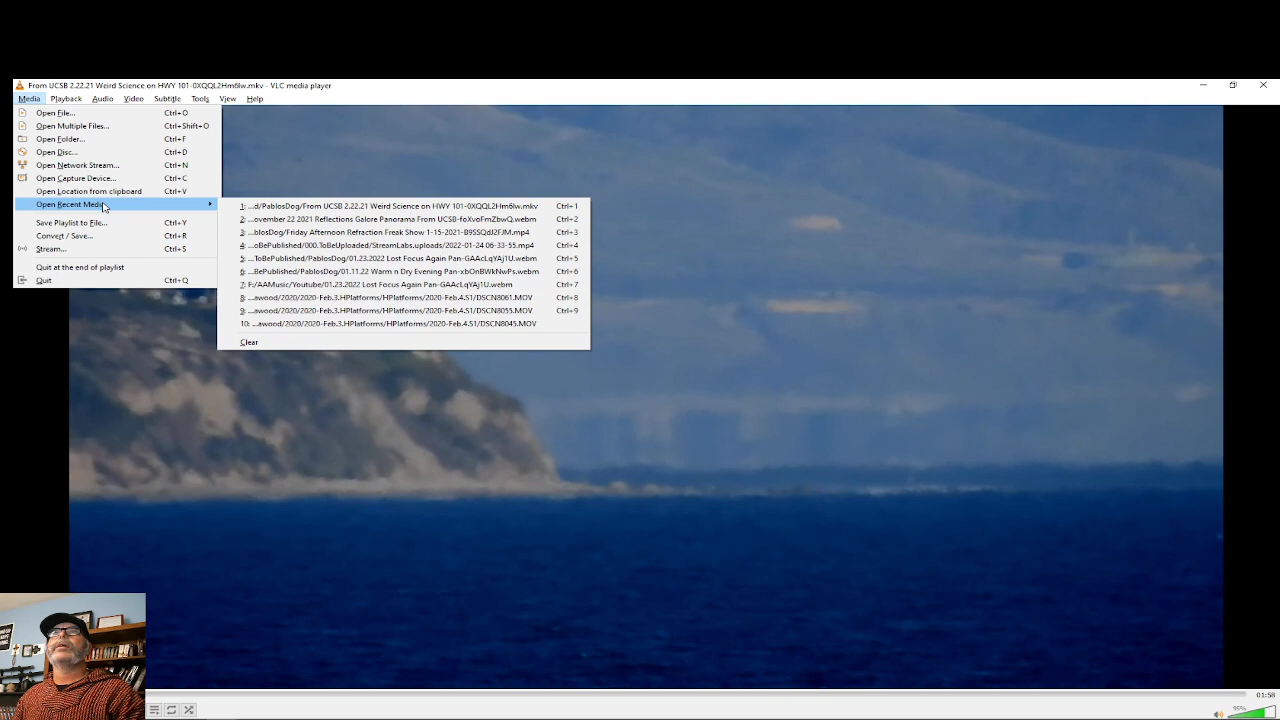 From UCSB 2.22.21 Weird Science on HWY 101-0XQQL2Hm6lw.mkv - VLC media player
Media Playback Audio Video Subtitle Tools View Help
Open File... Ctrl+O
Open Multiple Files... Ctrl+Shift+O
Open Folder... Ctrl+F
Open Disc... Ctrl+D
Open Network Stream... Ctrl+N
Open Capture Device... Ctrl+C
Open Location from clipboard Ctrl+V
Open Recent Media
Save Playlist to File... Ctrl+Y
Convert / Save... Ctrl+R
Stream... Ctrl+S
Quit at the end of playlist
Quit Ctrl+Q
1: ...d/PablosDog/From UCSB 2.22.21 Weird Science on HWY 101-0XQQL2Hm6lw.mkv Ctrl+1
2: ...ovember 22 2021 Reflections Galore Panorama From UCSB-foXvoFmZbwQ.webm Ctrl+2
3: ...blosDog/Friday Afternoon Refraction Freak Show 1-15-2021-B9SSQdJ2FJM.mp4 Ctrl+3
4: ...oBePublished/000.ToBeUploaded/StreamLabs.uploads/2022-01-24 06-33-55.mp4 Ctrl+4
5: ...ToBePublished/PablosDog/01.23.2022 Lost Focus Again Pan-GAAcLqYAj1U.webm Ctrl+5
6: ...BePublished/PablosDog/01.11.22 Warm n Dry Evening Pan-xbOnBWkNwPs.webm Ctrl+6
7: F:/AAMusic/Youtube/01.23.2022 Lost Focus Again Pan-GAAcLqYAj1U.webm Ctrl+7
8: ...awood/2020/2020-Feb.3.HPlatforms/HPlatforms/2020-Feb.4.S1/DSCN8061.MOV Ctrl+8
9: ...awood/2020/2020-Feb.3.HPlatforms/HPlatforms/2020-Feb.4.S1/DSCN8055.MOV Ctrl+9
10: ...awood/2020/2020-Feb.3.HPlatforms/HPlatforms/2020-Feb.4.S1/DSCN8045.MOV
Clear
01:58
95%